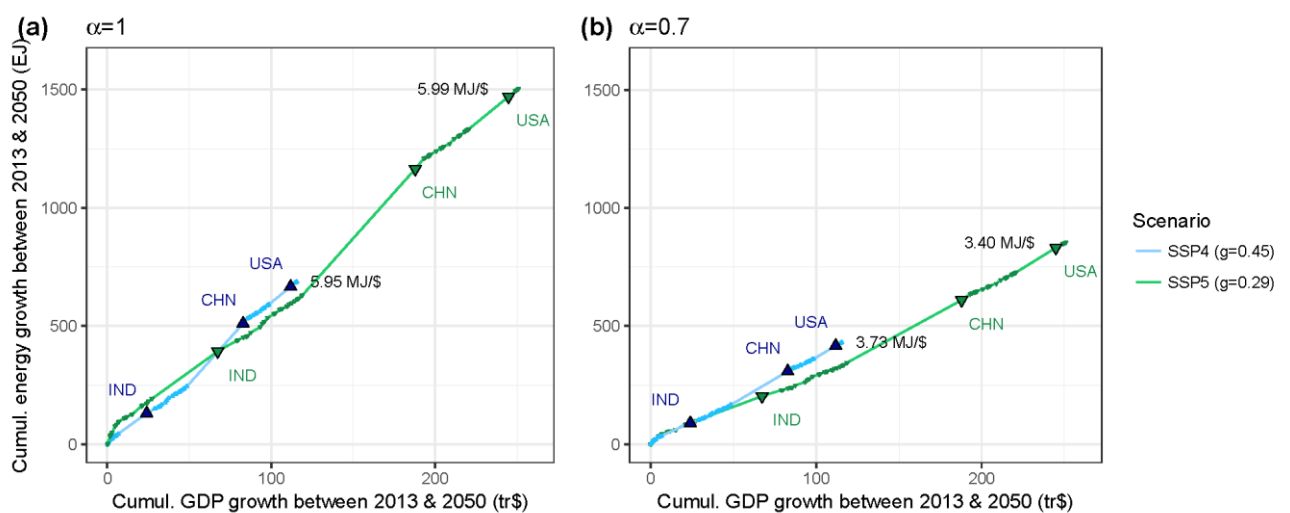 (a) α=1
Cumul. energy growth between 2013 & 2050 (EJ)
1500
1000
500
0
5.99 MJ/$
USA
CHN
USA
5.95 MJ/$
CHN
IND
IND
0 100 200
Cumul. GDP growth between 2013 & 2050 (tr$)
(b) α=0.7
1500
1000
500
0
3.40 MJ/$
USA
CHN
USA
3.73 MJ/$
CHN
IND
IND
0 100 200
Cumul. GDP growth between 2013 & 2050 (tr$)
Scenario
SSP4 (g=0.45)
SSP5 (g=0.29)